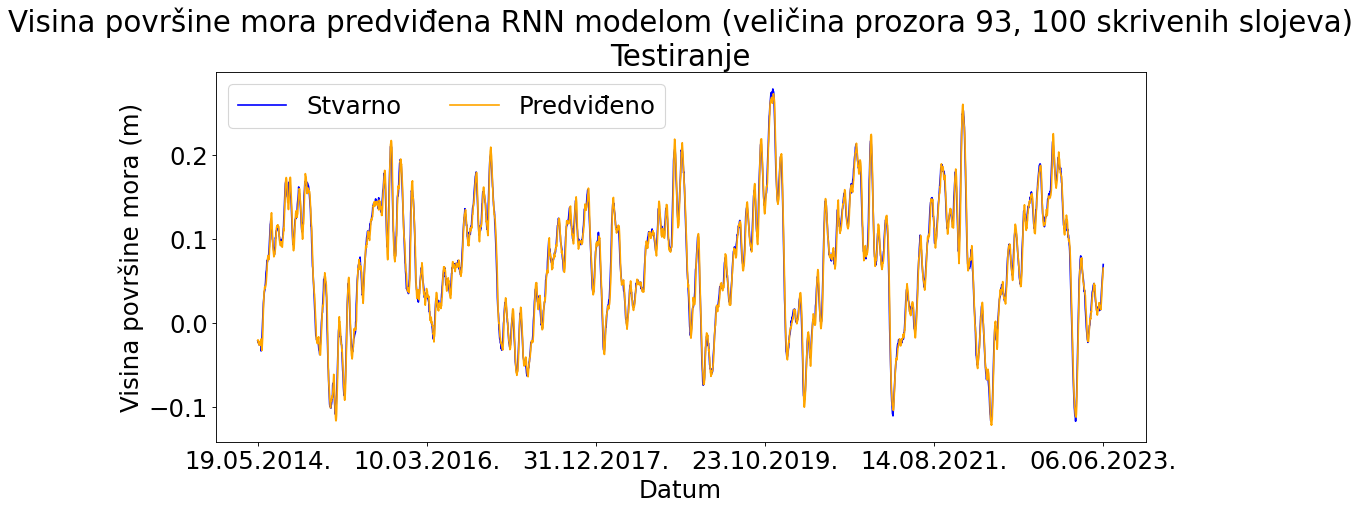 Visina površine mora predviđena RNN modelom (veličina prozora 93, 100 skrivenih slojeva)
Testiranje
Stvarno
Predviđeno
Visina površine mora (m)
0.2
0.1
0.0
−0.1
19.05.2014.
10.03.2016.
31.12.2017.
23.10.2019.
14.08.2021.
06.06.2023.
Datum